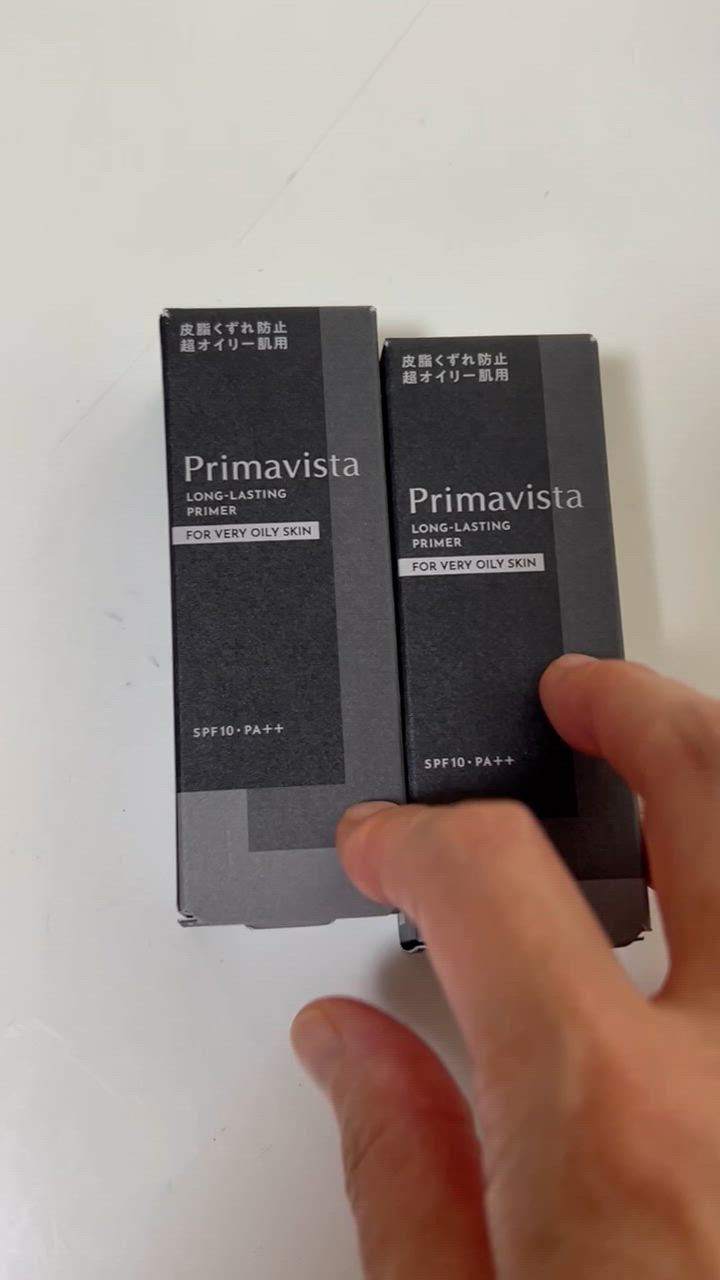 皮脂くずれ防止
超オイリー肌用
Primavista
LONG-LASTING
PRIMER
FOR VERY OILY SKIN
SPF10・PA++
皮脂くずれ防止
超オイリー肌用
Primavista
LONG-LASTING
PRIMER
FOR VERY OILY SKIN
SPF10・PA++